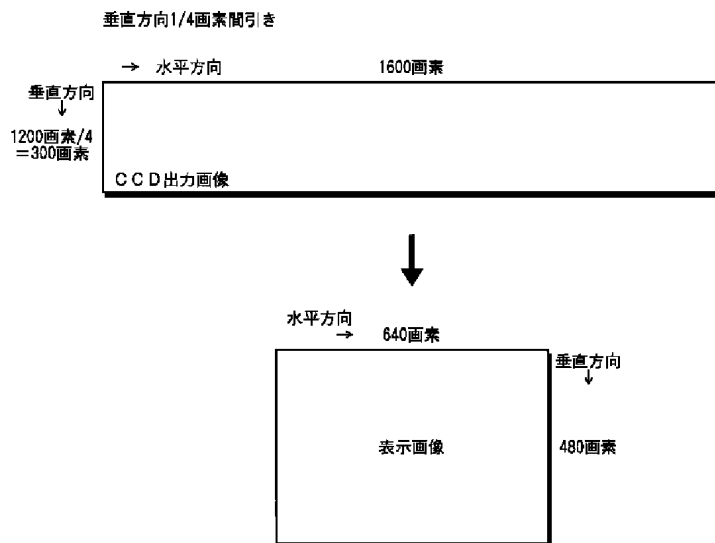 垂直方向1/4画素間引き
→ 水平方向 1600画素
垂直方向
↓
1200画素/4
=300画素
CCD出力画像
水平方向
→ 640画素
垂直方向
↓
表示画像 480画素